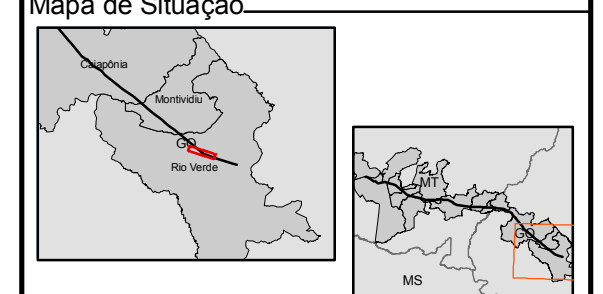 Mapa de Situação
Caiapônia
Montividiu
GO
Rio Verde
MT
GO
MS